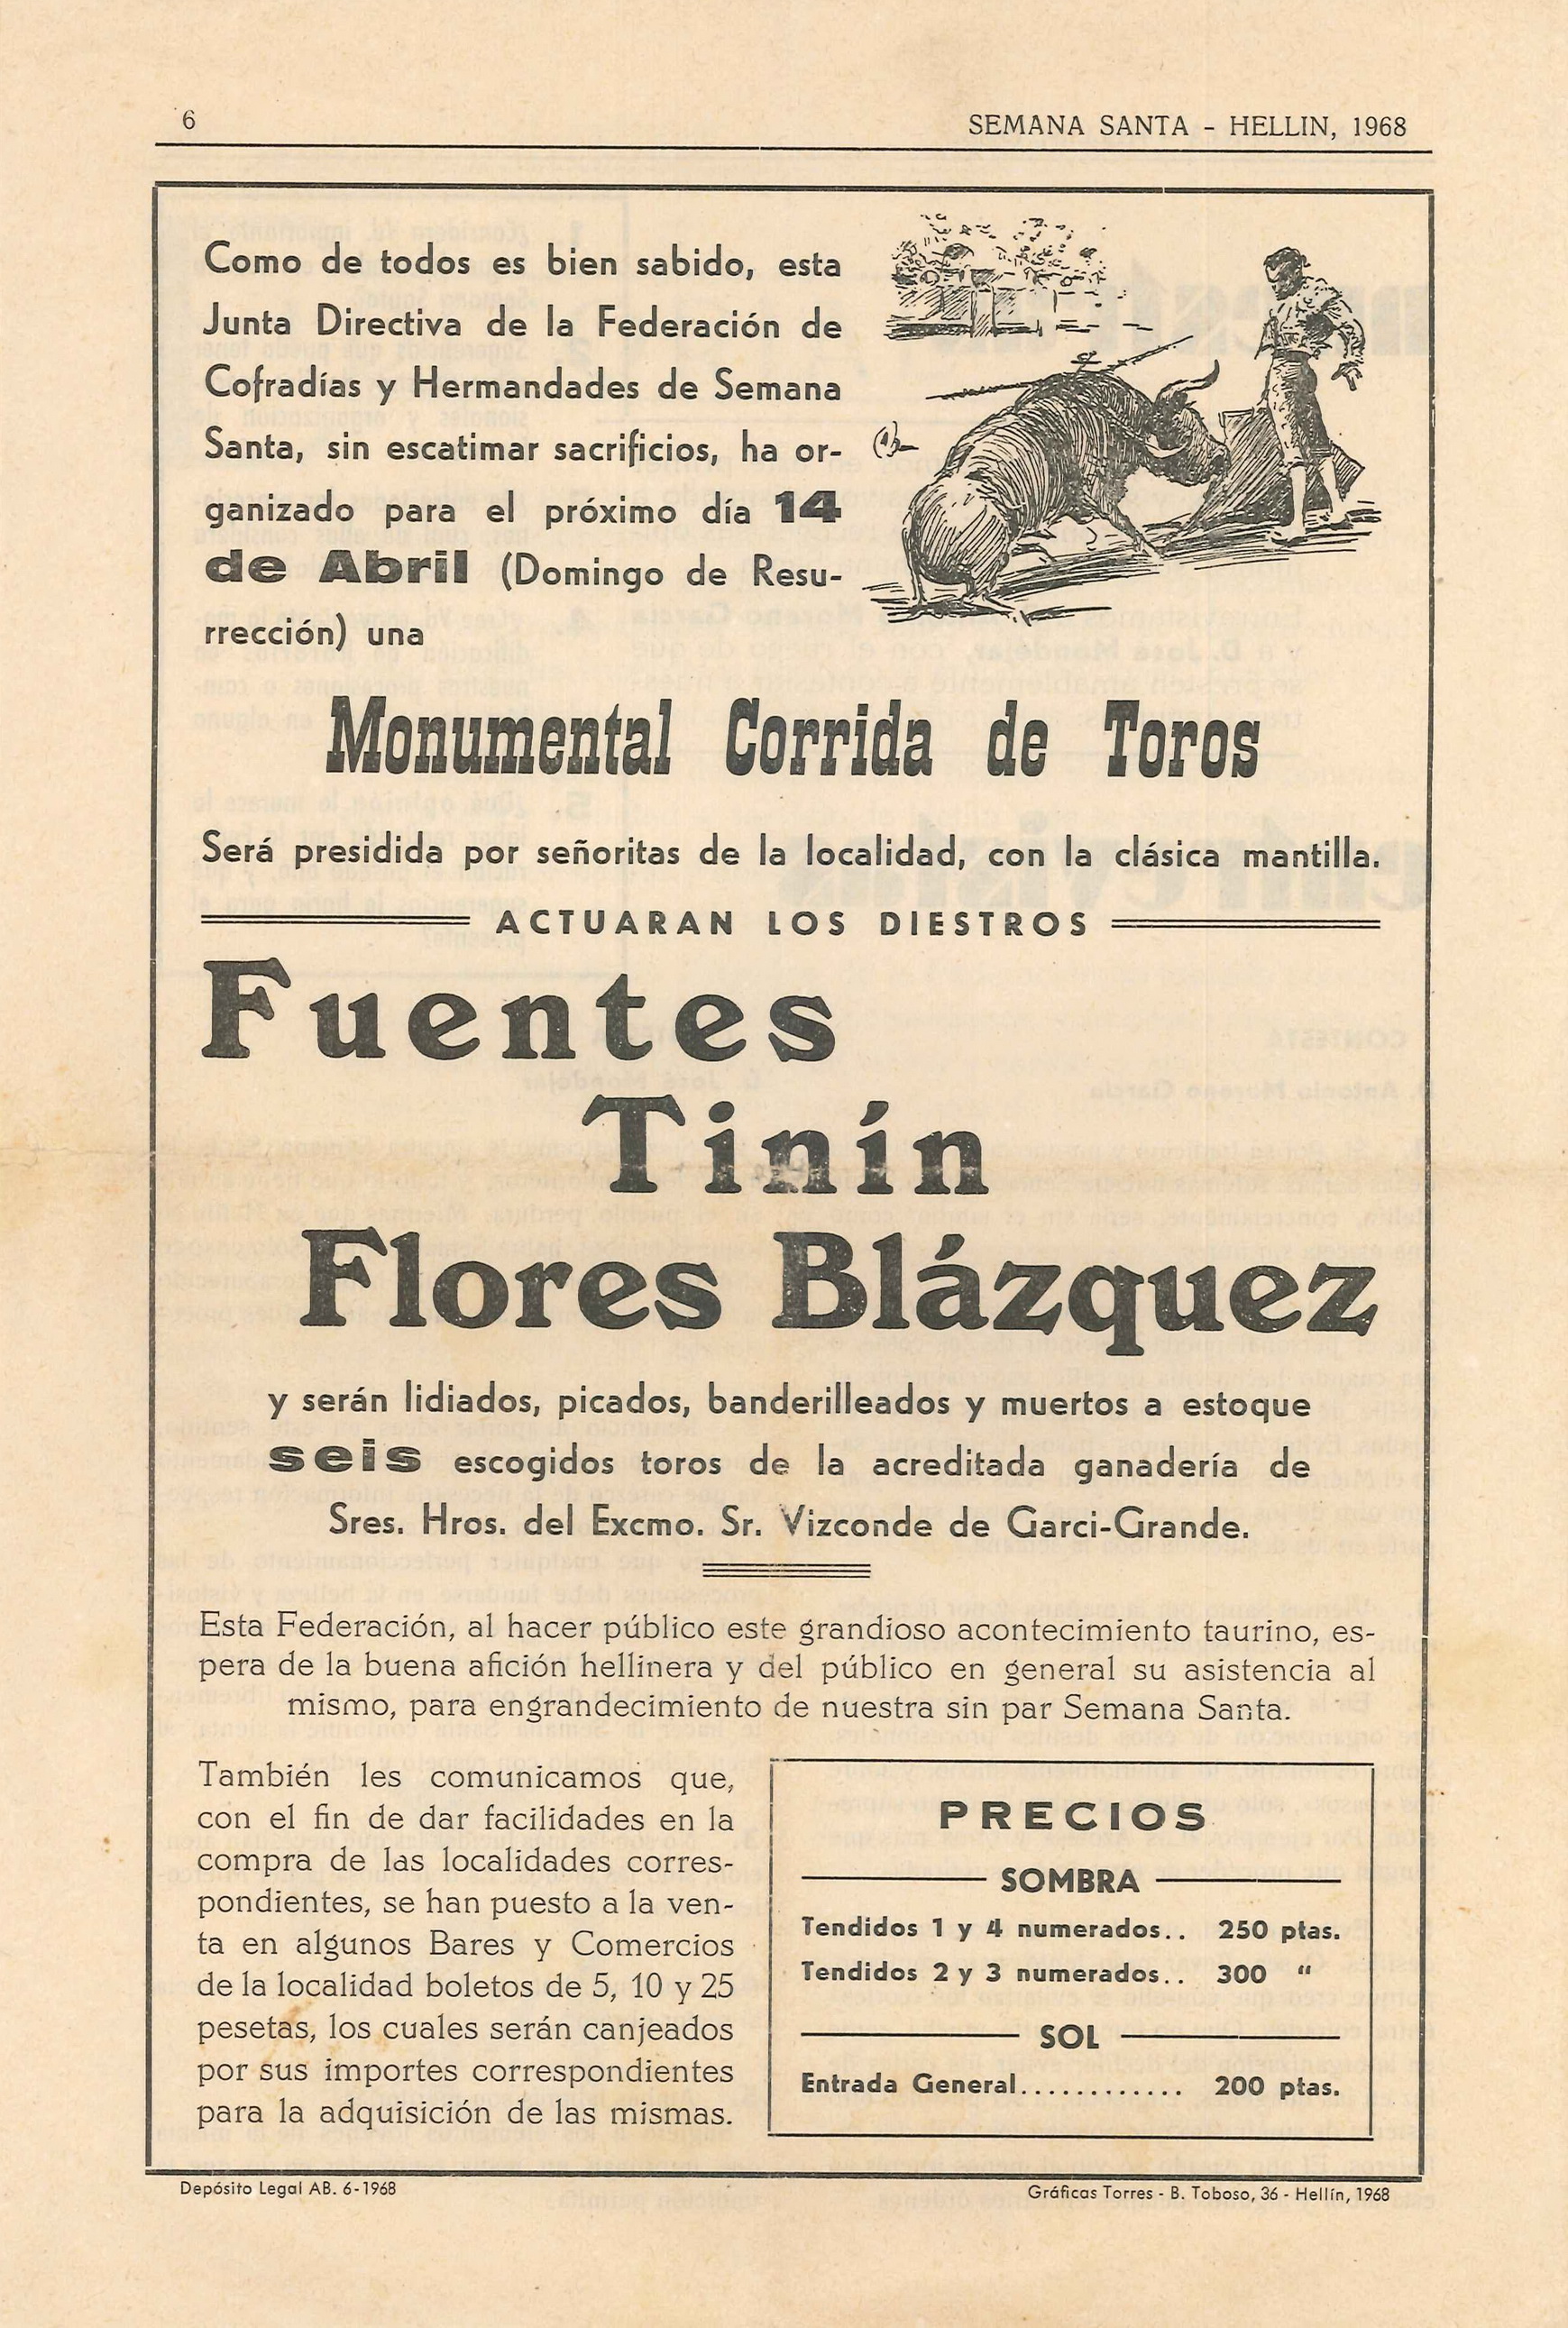 6
SEMANA SANTA - HELLIN, 1968
Como de todos es bien sabido, esta
Junta Directiva de la Federación de
Cofradías y Hermandades de Semana
Santa, sin escatimar sacrificios, ha or-
ganizado para el próximo día 14
de Abril (Domingo de Resu-
rrección) una
Monumental Corrida de Toros
Será presidida por señoritas de la localidad, con la clásica mantilla.
ACTUARAN LOS DIESTROS
Fuentes
Tinín
Flores Blázquez
y serán lidiados, picados, banderilleados y muertos a estoque
seis escogidos toros de la acreditada ganadería de
Sres. Hros. del Excmo. Sr. Vizconde de Garci-Grande.
Esta Federación, al hacer público este grandioso acontecimiento taurino, es-
pera de la buena afición hellinera y del público en general su asistencia al
mismo, para engrandecimiento de nuestra sin par Semana Santa.
También les comunicamos que,
con el fin de dar facilidades en la
compra de las localidades corres-
pondientes, se han puesto a la ven-
ta en algunos Bares y Comercios
de la localidad boletos de 5, 10 y 25
pesetas, los cuales serán canjeados
por sus importes correspondientes
para la adquisición de las mismas.
PRECIOS
SOMBRA
Tendidos 1 y 4 numerados.. 250 ptas.
Tendidos 2 y 3 numerados.. 300 “
SOL
Entrada General............ 200 ptas.
Depósito Legal AB. 6-1968
Gráficas Torres - B. Toboso, 36 - Hellín, 1968